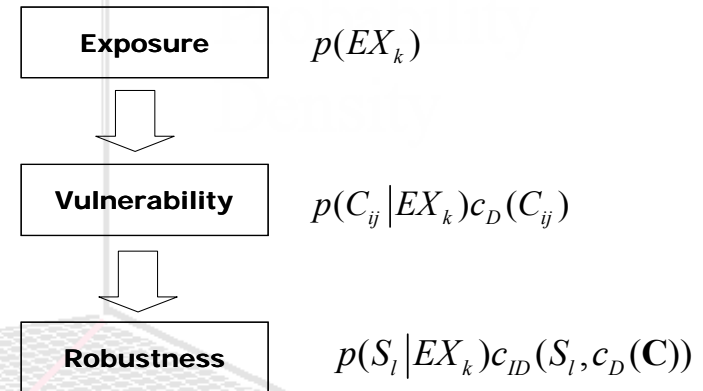 Exposure p(EX_k)
Vulnerability p(C_ij|EX_k)c_D(C_ij)
Robustness p(S_l|EX_k)c_ID(S_l,c_D(C))